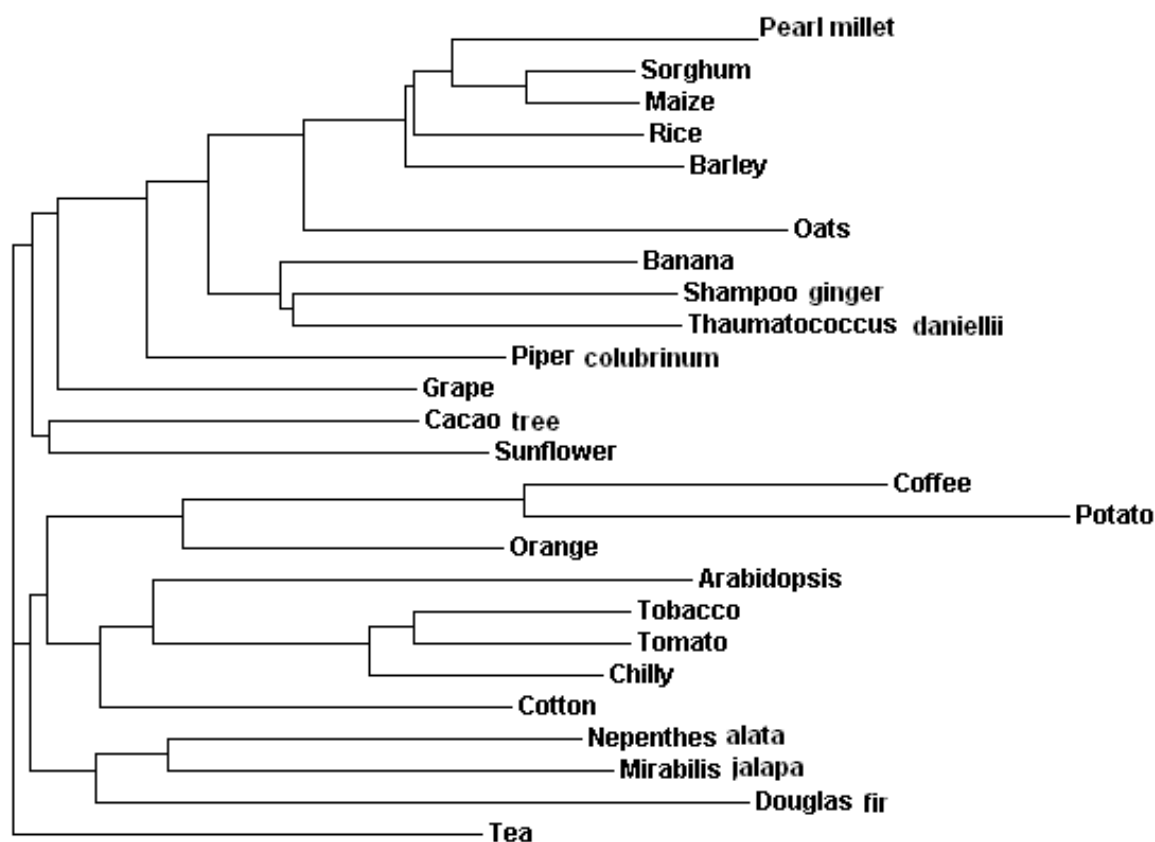 Pearl millet
Sorghum
Maize
Rice
Barley
Oats
Banana
Shampoo ginger
Thaumatococcus daniellii
Piper colubrinum
Grape
Cacao tree
Sunflower
Coffee
Potato
Orange
Arabidopsis
Tobacco
Tomato
Chilly
Cotton
Nepenthes alata
Mirabilis jalapa
Douglas fir
Tea